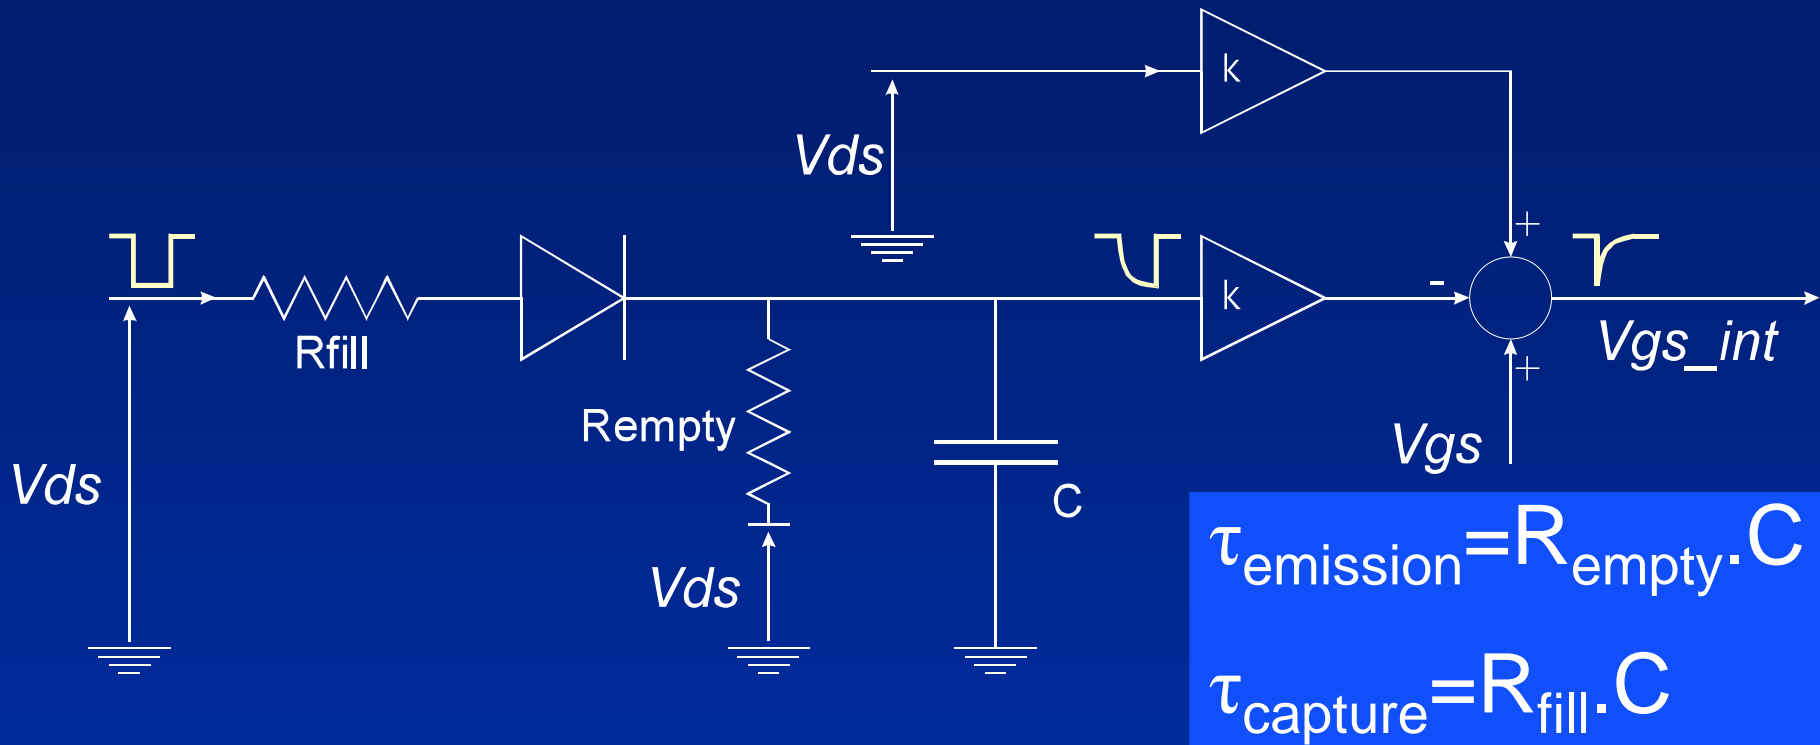 k
Vds
+
Rfill
-
k
Vgs_int
+
Rempty
Vgs
Vds
C
Vds
τemission=Rempty.C
τcapture=Rfill.C